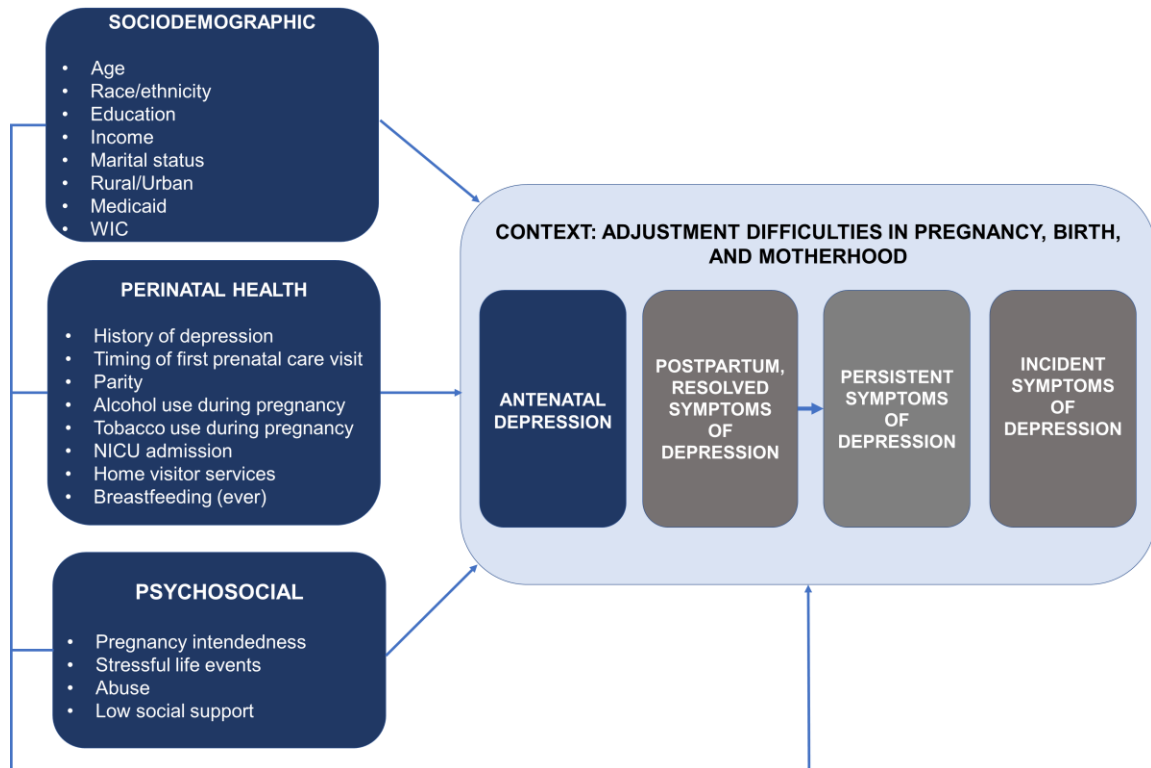 SOCIODEMOGRAPHIC
• Age
• Race/ethnicity
• Education
• Income
• Marital status
• Rural/Urban
• Medicaid
• WIC
PERINATAL HEALTH
• History of depression
• Timing of first prenatal care visit
• Parity
• Alcohol use during pregnancy
• Tobacco use during pregnancy
• NICU admission
• Home visitor services
• Breastfeeding (ever)
PSYCHOSOCIAL
• Pregnancy intendedness
• Stressful life events
• Abuse
• Low social support
CONTEXT: ADJUSTMENT DIFFICULTIES IN PREGNANCY, BIRTH,
AND MOTHERHOOD
ANTENATAL
DEPRESSION
POSTPARTUM,
RESOLVED
SYMPTOMS
OF
DEPRESSION
PERSISTENT
SYMPTOMS
OF
DEPRESSION
INCIDENT
SYMPTOMS
OF
DEPRESSION